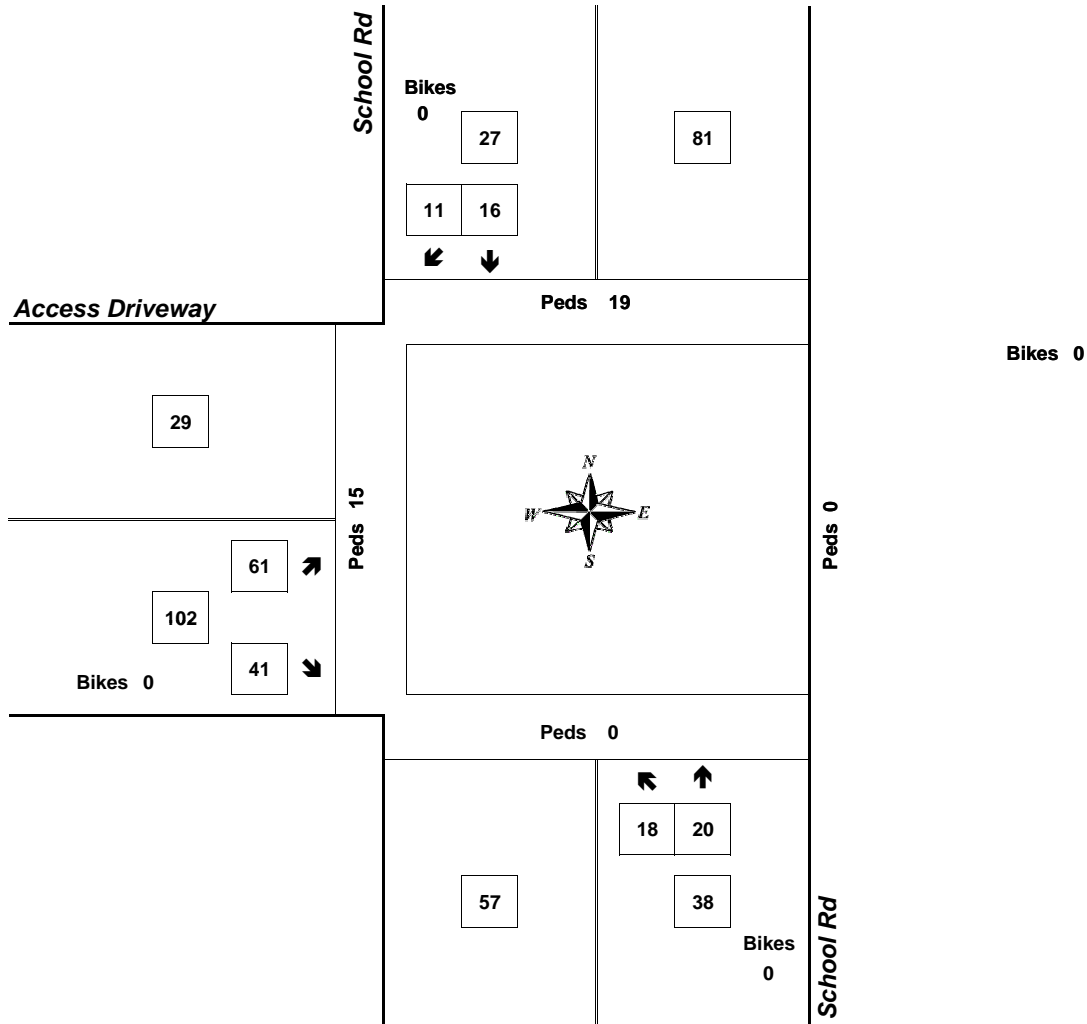 School Rd
Bikes
0
27
81
11 16
Peds 19
Access Driveway
Bikes 0
29
Peds 15
N
W E
S
Peds 0
61
102
41
Bikes 0
Peds 0
18 20
57
38
Bikes
0
School Rd